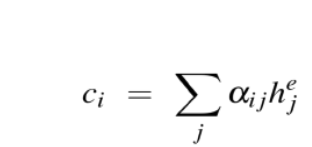 c_i = \sum_j \alpha_{ij} h_j^e